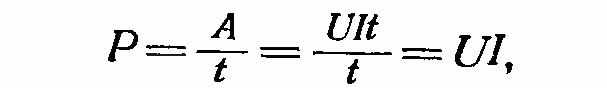 P = A/t = UIt/t = UI,